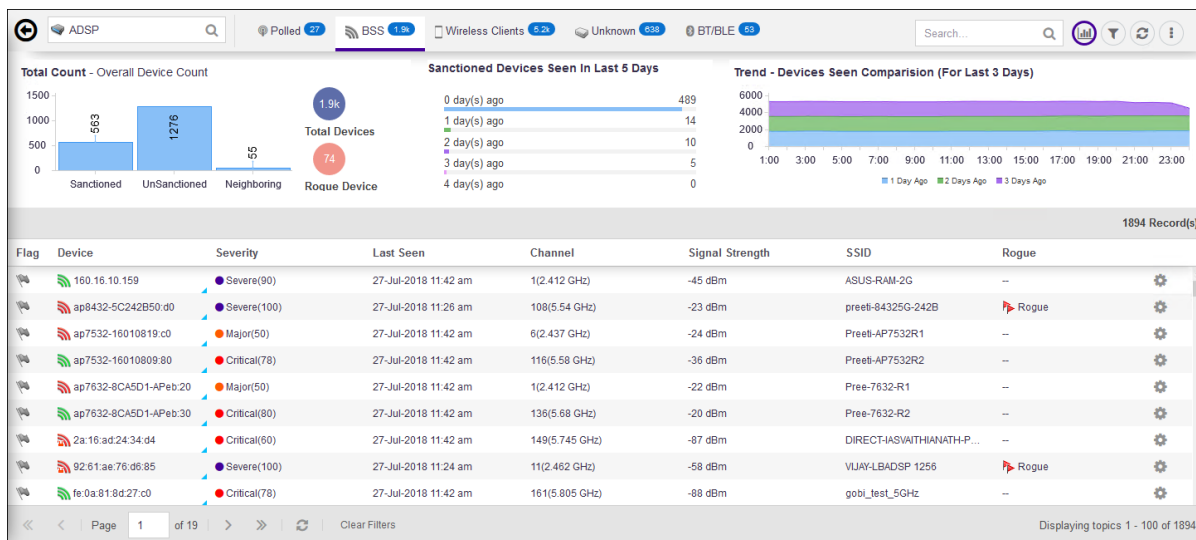 ADSP Polled 27 BSS 1.9k Wireless Clients 5.2k Unknown 638 BT/BLE 53 Search...
Total Count - Overall Device Count
1500
1000
500
0
563
1276
55
Sanctioned UnSanctioned Neighboring
1.9k
Total Devices
74
Rogue Device
Sanctioned Devices Seen In Last 5 Days
0 day(s) ago 489
1 day(s) ago 14
2 day(s) ago 10
3 day(s) ago 5
4 day(s) ago 0
Trend - Devices Seen Comparision (For Last 3 Days)
6000
4000
2000
0
1:00 3:00 5:00 7:00 9:00 11:00 13:00 15:00 17:00 19:00 21:00 23:00
1 Day Ago 2 Days Ago 3 Days Ago
1894 Record(s)
Flag Device Severity Last Seen Channel Signal Strength SSID Rogue
160.16.10.159 Severe(90) 27-Jul-2018 11:42 am 1(2.412 GHz) -45 dBm ASUS-RAM-2G --
ap8432-5C242B50:d0 Severe(100) 27-Jul-2018 11:26 am 108(5.54 GHz) -23 dBm preeti-84325G-242B Rogue
ap7532-16010819:c0 Major(50) 27-Jul-2018 11:42 am 6(2.437 GHz) -24 dBm Preeti-AP7532R1 --
ap7532-16010809:80 Critical(78) 27-Jul-2018 11:42 am 116(5.58 GHz) -36 dBm Preeti-AP7532R2 --
ap7632-8CA5D1-APeb:20 Major(50) 27-Jul-2018 11:42 am 1(2.412 GHz) -22 dBm Pree-7632-R1 --
ap7632-8CA5D1-APeb:30 Critical(80) 27-Jul-2018 11:42 am 136(5.68 GHz) -20 dBm Pree-7632-R2 --
2a:16:ad:24:34:d4 Critical(60) 27-Jul-2018 11:42 am 149(5.745 GHz) -87 dBm DIRECT-IASVAITHIANATH-P... --
92:61:ae:76:d6:85 Severe(100) 27-Jul-2018 11:24 am 11(2.462 GHz) -58 dBm VIJAY-LBADSP 1256 Rogue
fe:0a:81:8d:27:c0 Critical(78) 27-Jul-2018 11:42 am 161(5.805 GHz) -88 dBm gobi_test_5GHz --
Page 1 of 19 Clear Filters Displaying topics 1 - 100 of 1894